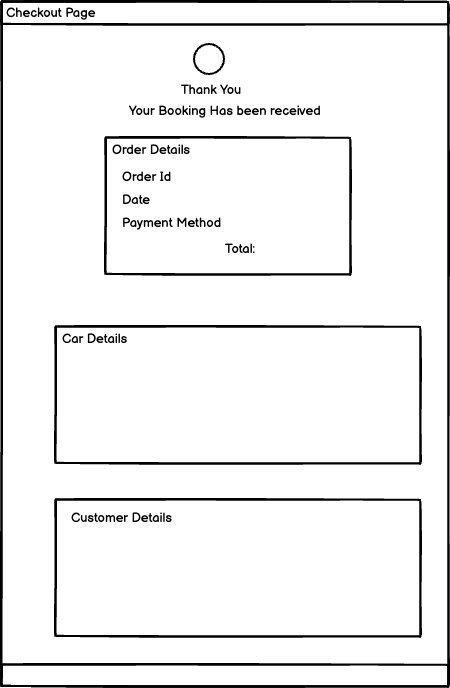 Checkout Page
Thank You
Your Booking Has been received
Order Details
Order Id
Date
Payment Method
Total:
Car Details
Customer Details